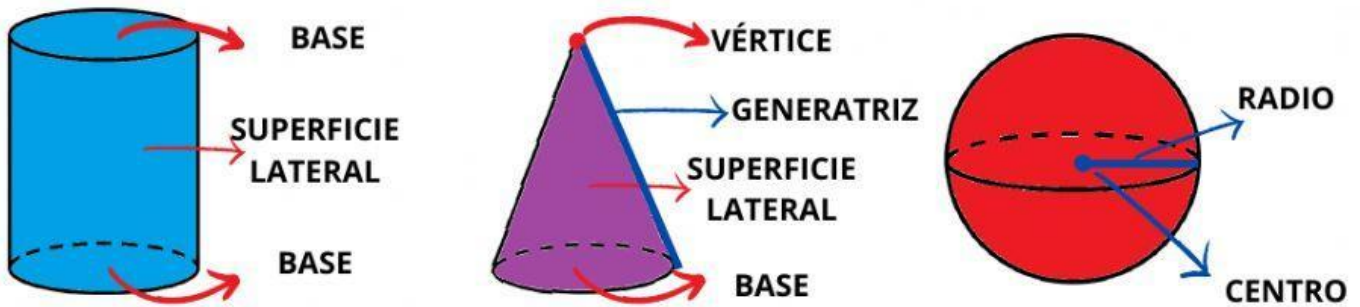 BASE
SUPERFICIE
LATERAL
BASE
VÉRTICE
GENERATRIZ
SUPERFICIE
LATERAL
BASE
RADIO
CENTRO